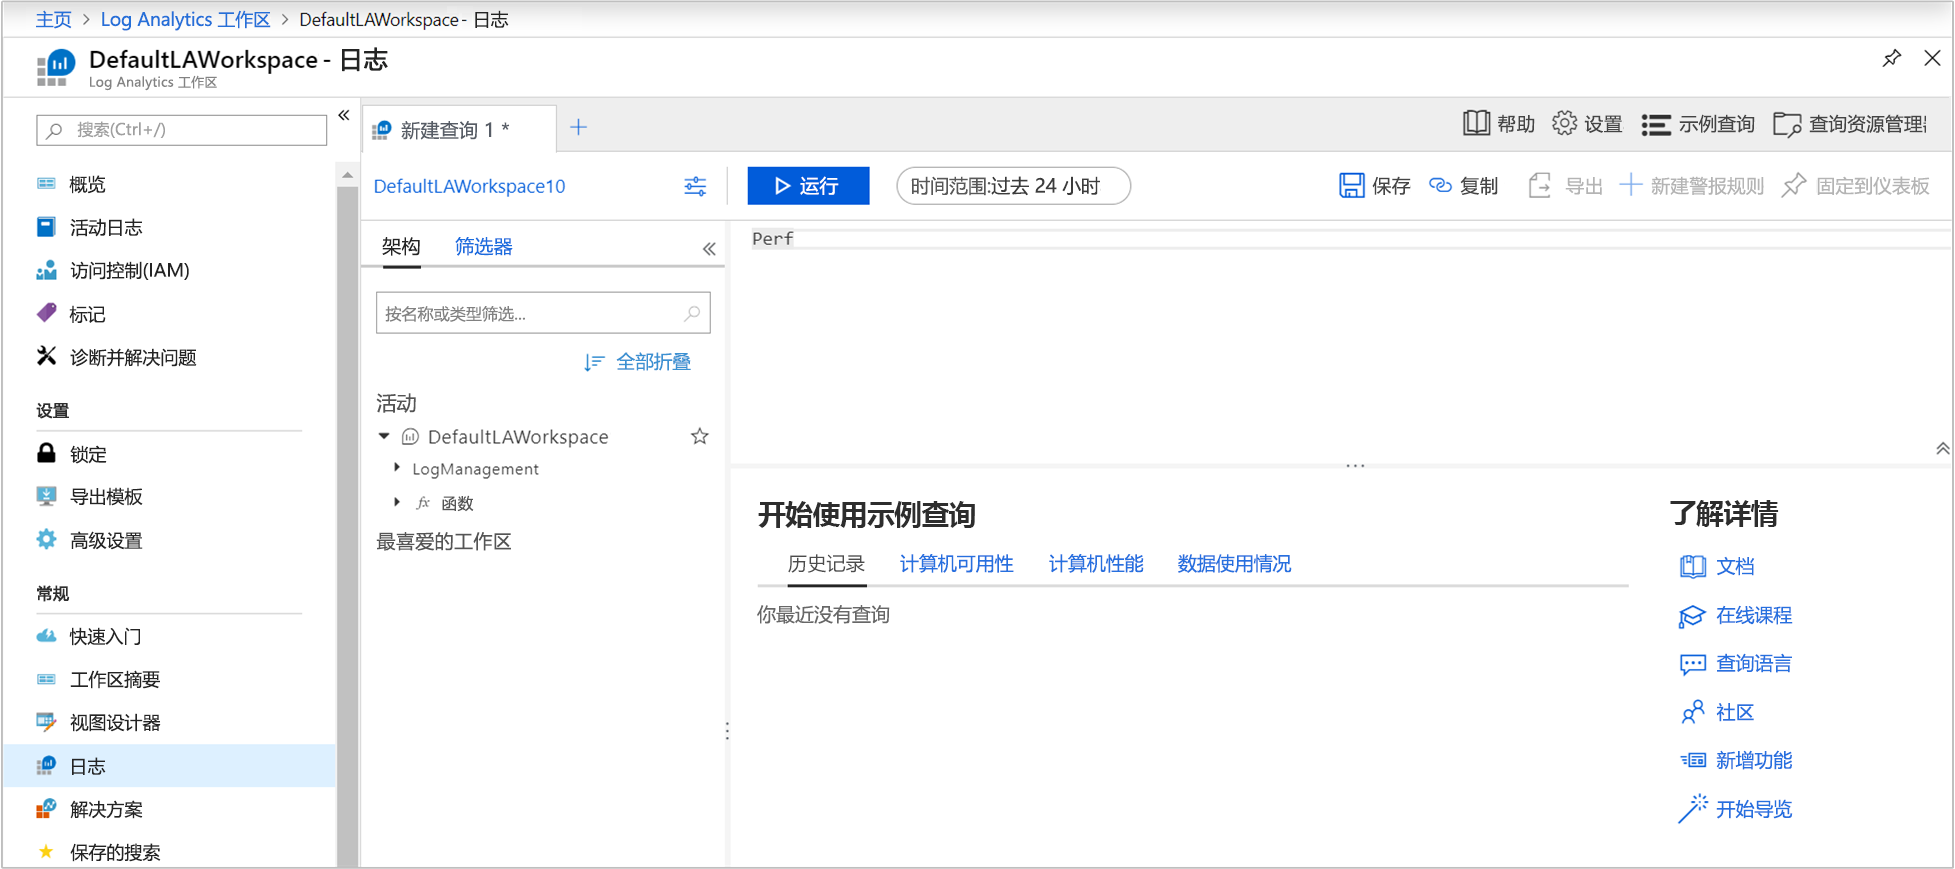 主页 > Log Analytics 工作区 > DefaultLAWorkspace - 日志
DefaultLAWorkspace - 日志
Log Analytics 工作区
搜索(Ctrl+/)
概览
活动日志
访问控制(IAM)
标记
诊断并解决问题
设置
锁定
导出模板
高级设置
常规
快速入门
工作区摘要
视图设计器
日志
解决方案
保存的搜索
新建查询 1 *
帮助 设置 示例查询 查询资源管理
DefaultLAWorkspace10
运行
时间范围:过去 24 小时
保存 复制 导出 新建警报规则 固定到仪表板
架构 筛选器
按名称或类型筛选...
全部折叠
活动
DefaultLAWorkspace
LogManagement
fx 函数
最喜爱的工作区
Perf
开始使用示例查询
历史记录 计算机可用性 计算机性能 数据使用情况
你最近没有查询
了解详情
文档
在线课程
查询语言
社区
新增功能
开始导览